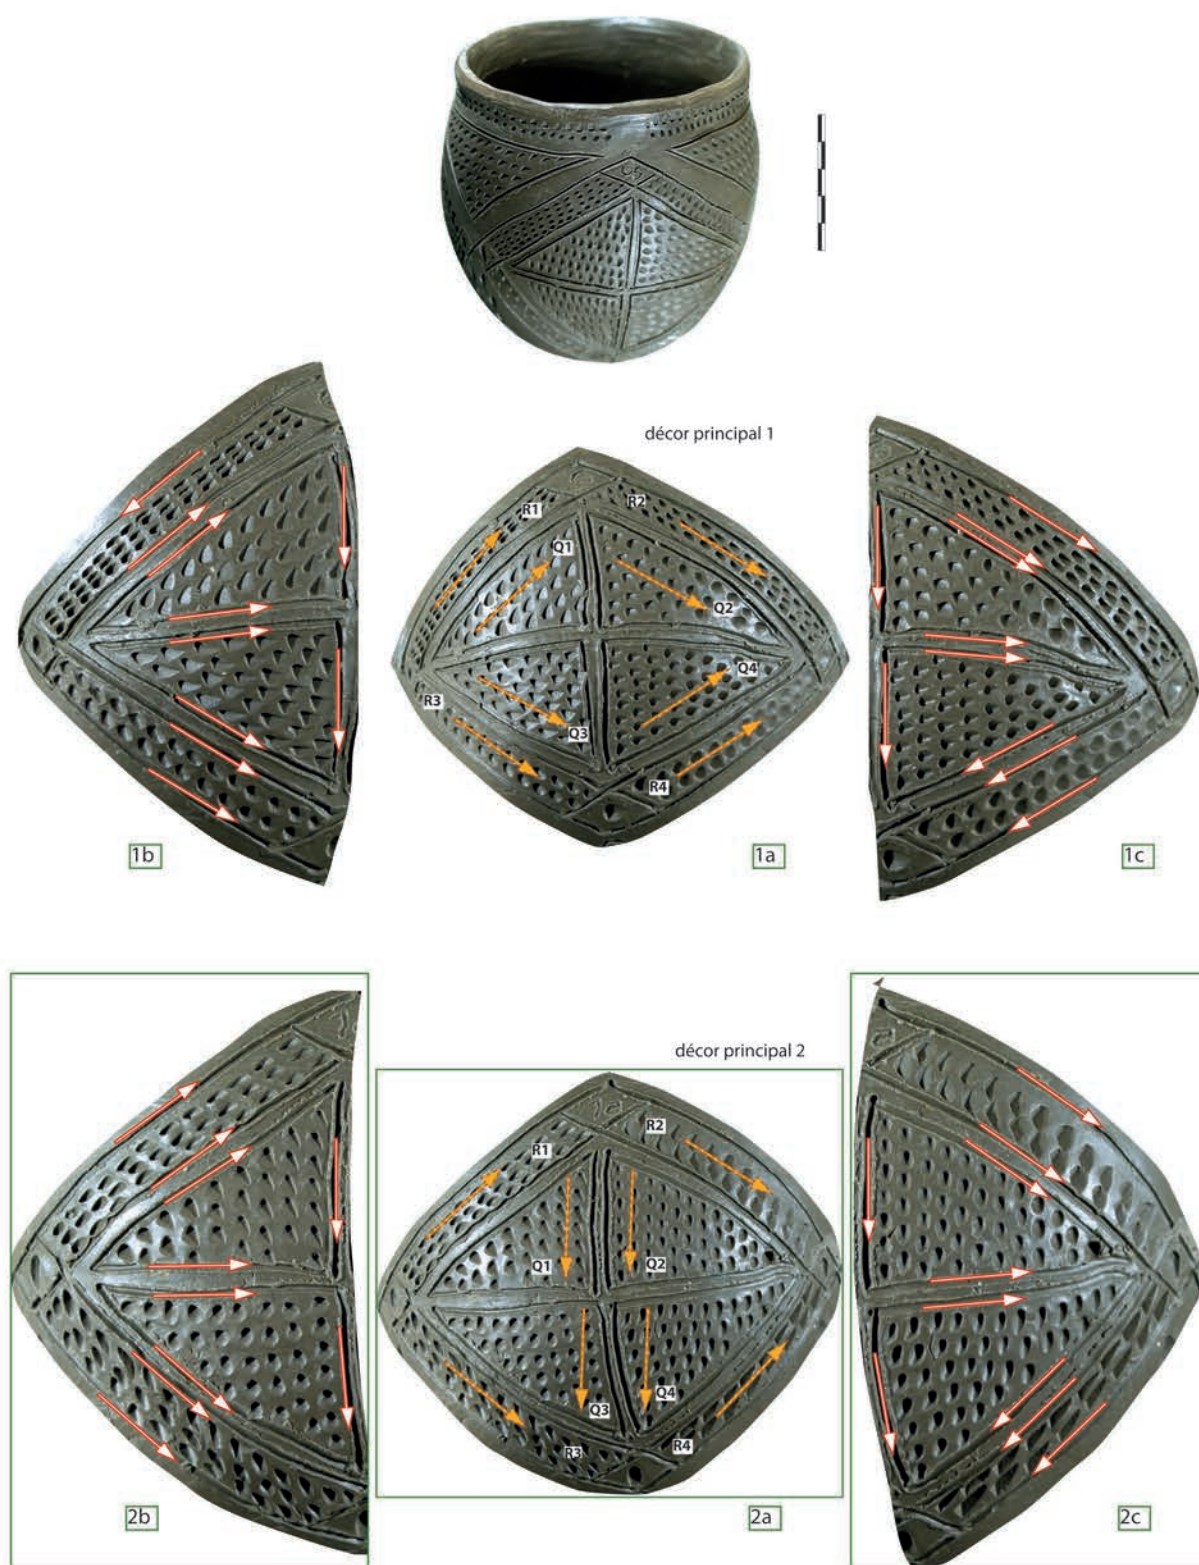 décor principal 1
R1
R2
Q1
Q2
Q4
R3
Q3
R4
1b
1a
1c
décor principal 2
R2
R1
Q1
Q2
Q4
Q3
R3
R4
2b
2a
2c